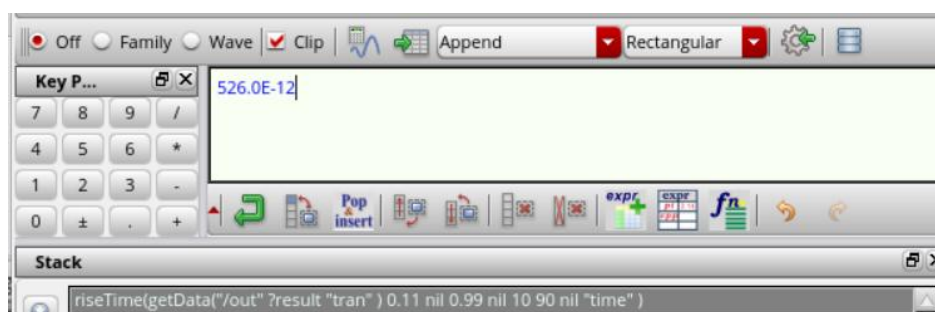 Off Family Wave Clip Append Rectangular
Key P...
526.0E-12
7 8 9 /
4 5 6 *
1 2 3 -
0 ± . +
Pop & insert expr expr fn
Stack
riseTime(getData("/out" ?result "tran" ) 0.11 nil 0.99 nil 10 90 nil "time" )